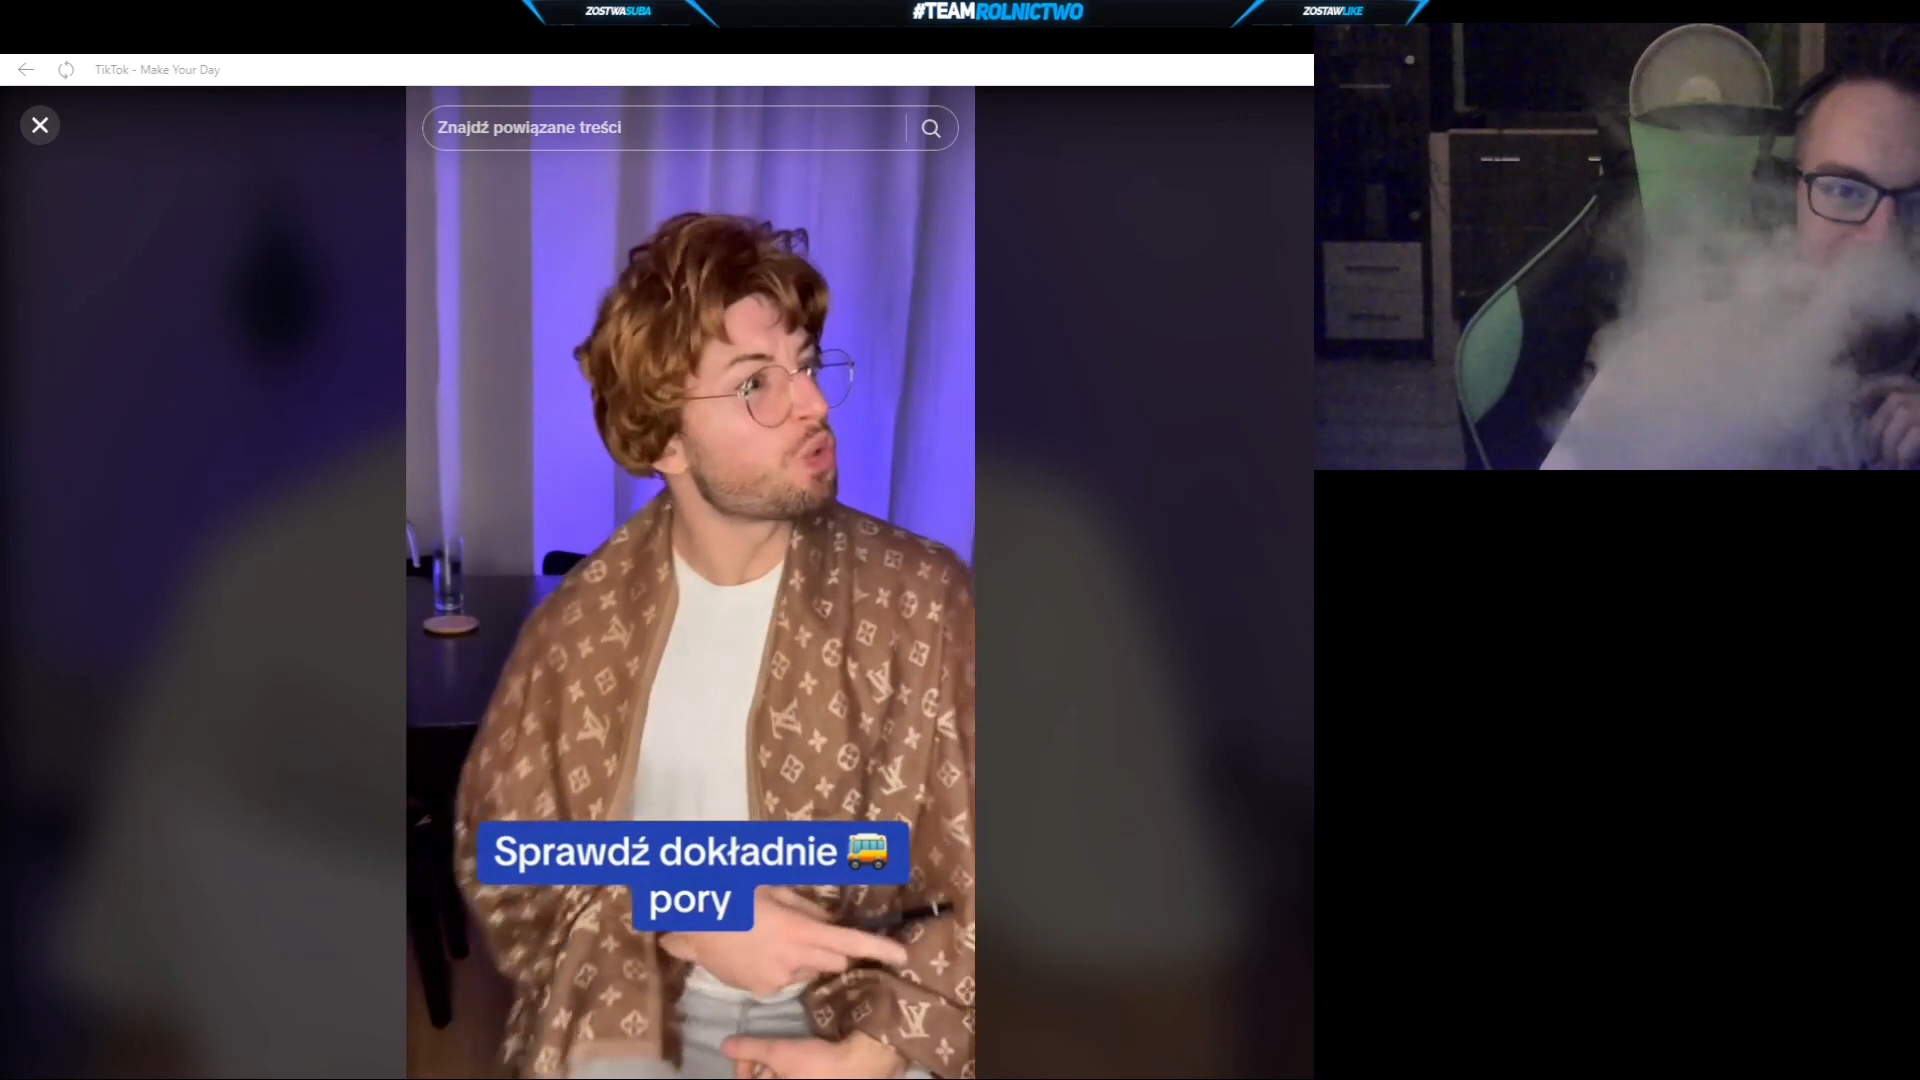 ZOSTWASUBA
#TEAMROLNICTWO
ZOSTAWLIKE
TikTok - Make Your Day
Znajdź powiązane treści
Sprawdź dokładnie 🚌
pory